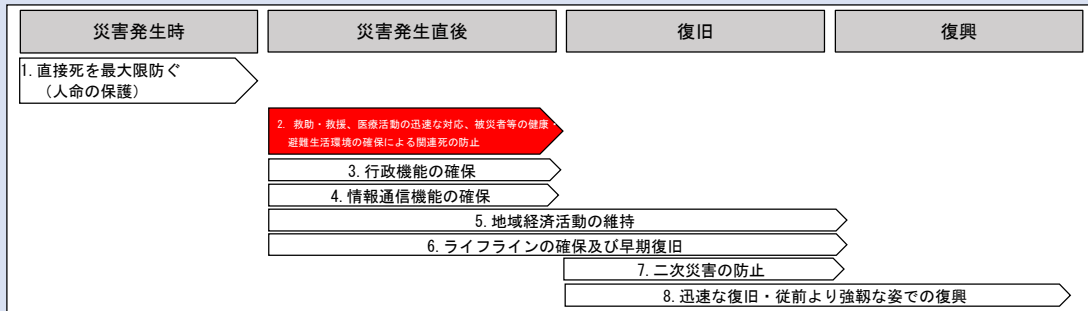 災害発生時
災害発生直後
復旧
復興
1. 直接死を最大限防ぐ
（人命の保護）
2. 救助・救援、医療活動の迅速な対応、被災者等の健康・
避難生活環境の確保による関連死の防止
3. 行政機能の確保
4. 情報通信機能の確保
5. 地域経済活動の維持
6. ライフラインの確保及び早期復旧
7. 二次災害の防止
8. 迅速な復旧・従前より強靱な姿での復興